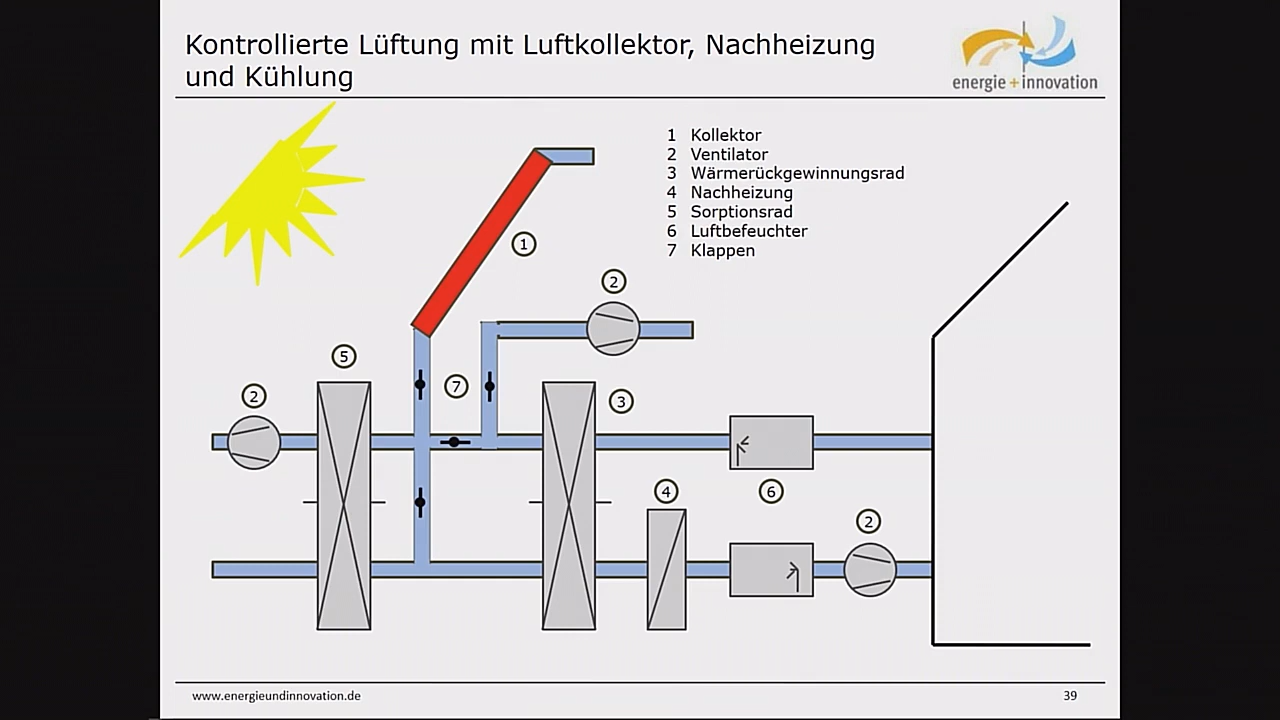 Kontrollierte Lüftung mit Luftkollektor, Nachheizung
und Kühlung
energie+innovation
1 Kollektor
2 Ventilator
3 Wärmerückgewinnungsrad
4 Nachheizung
5 Sorptionsrad
6 Luftbefeuchter
7 Klappen
1
2
5
7
2
3
4
6
2
www.energieundinnovation.de
39